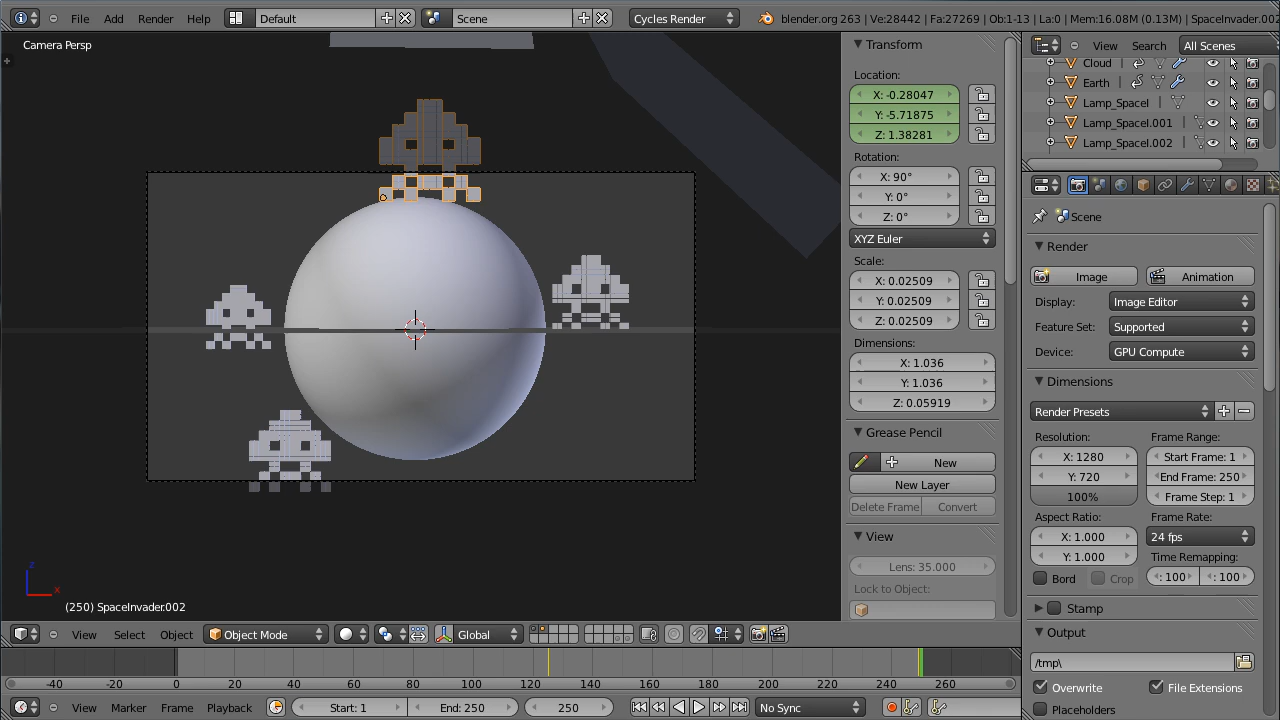 File Add Render Help Default Scene Cycles Render blender.org 263 | Ve:28442 | Fa:27269 | Ob:1-13 | La:0 | Mem:16.08M (0.13M) | SpaceInvader.002
Camera Persp
(250) SpaceInvader.002
z
x
View Select Object Object Mode Global
Transform
Location:
X: -0.28047
Y: -5.71875
Z: 1.38281
Rotation:
X: 90°
Y: 0°
Z: 0°
XYZ Euler
Scale:
X: 0.02509
Y: 0.02509
Z: 0.02509
Dimensions:
X: 1.036
Y: 1.036
Z: 0.05919
Grease Pencil
New
New Layer
Delete Frame Convert
View
Lens: 35.000
Lock to Object:
View Search All Scenes
Cloud
Earth
Lamp_SpaceI
Lamp_SpaceI.001
Lamp_SpaceI.002
Scene
Render
Image Animation
Display: Image Editor
Feature Set: Supported
Device: GPU Compute
Dimensions
Render Presets
Resolution: Frame Range:
X: 1280 Start Frame: 1
Y: 720 End Frame: 250
100% Frame Step: 1
Aspect Ratio: Frame Rate:
X: 1.000 24 fps
Y: 1.000 Time Remapping:
Bord Crop : 100 : 100
Stamp
Output
/tmp\
Overwrite File Extensions
Placeholders
-40 -20 0 20 40 60 80 100 120 140 160 180 200 220 240 260
View Marker Frame Playback Start: 1 End: 250 250 No Sync